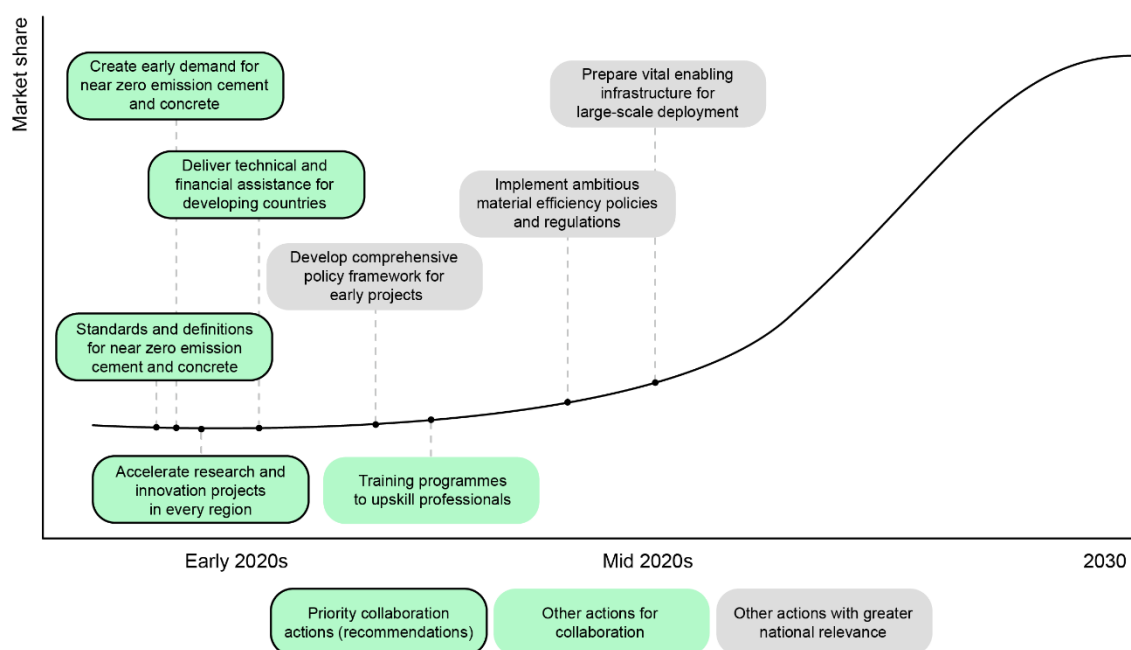 Market share
Create early demand for
near zero emission cement
and concrete
Prepare vital enabling
infrastructure for
large-scale deployment
Deliver technical and
financial assistance for
developing countries
Implement ambitious
material efficiency policies
and regulations
Develop comprehensive
policy framework for
early projects
Standards and definitions
for near zero emission
cement and concrete
Accelerate research and
innovation projects
in every region
Training programmes
to upskill professionals
Early 2020s
Mid 2020s
2030
Priority collaboration
actions (recommendations)
Other actions for
collaboration
Other actions with greater
national relevance